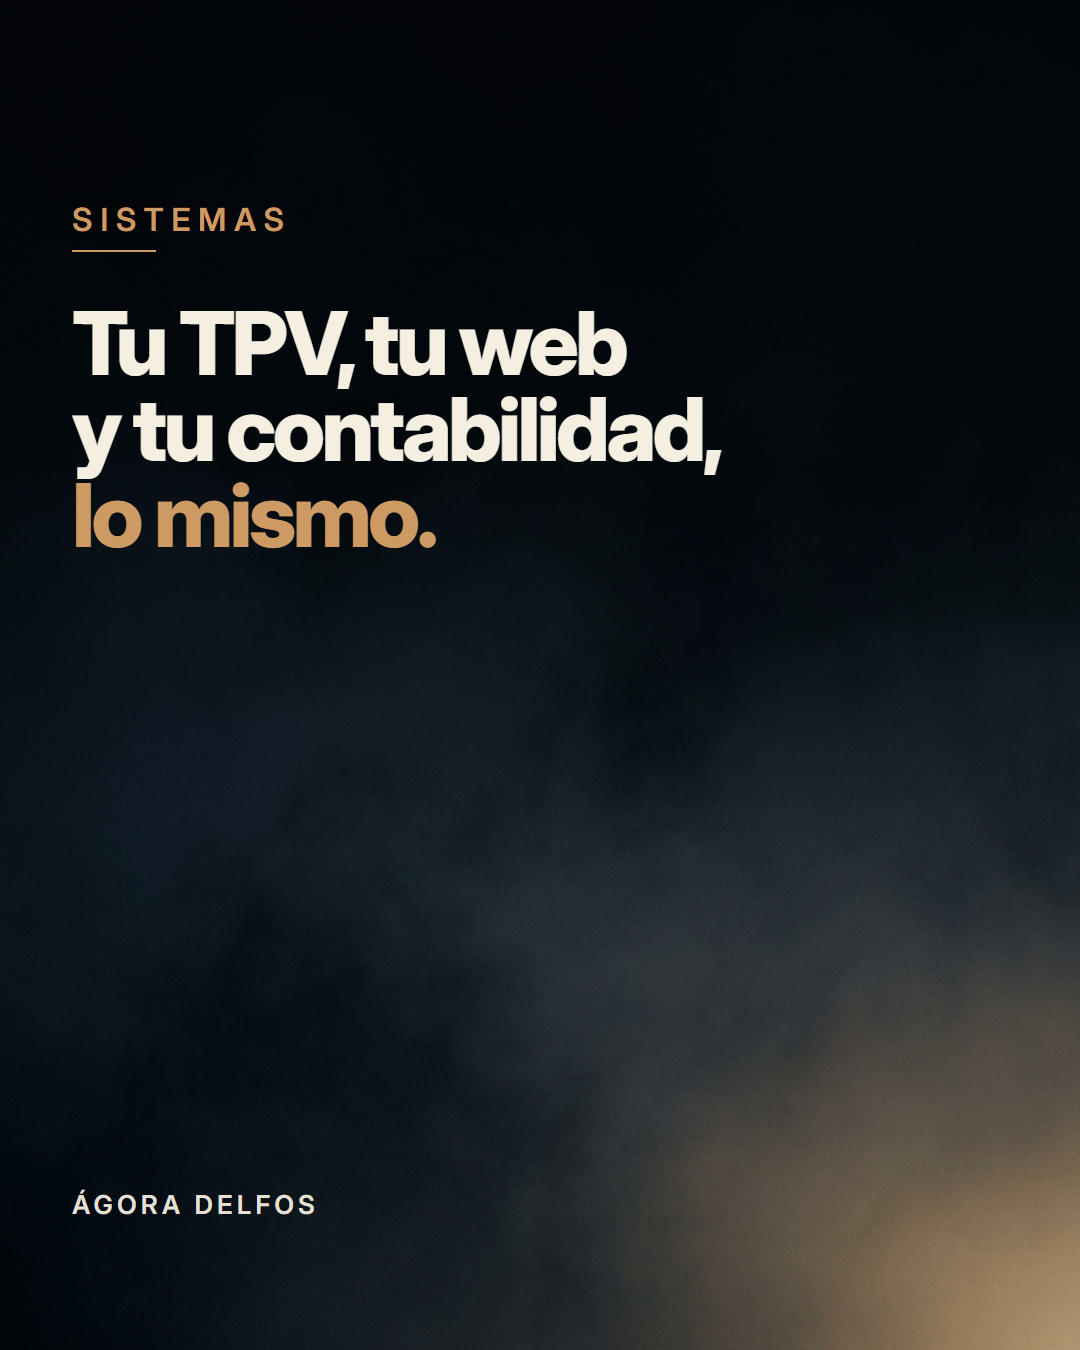 SISTEMAS
Tu TPV, tu web
y tu contabilidad,
lo mismo.
ÁGORA DELFOS